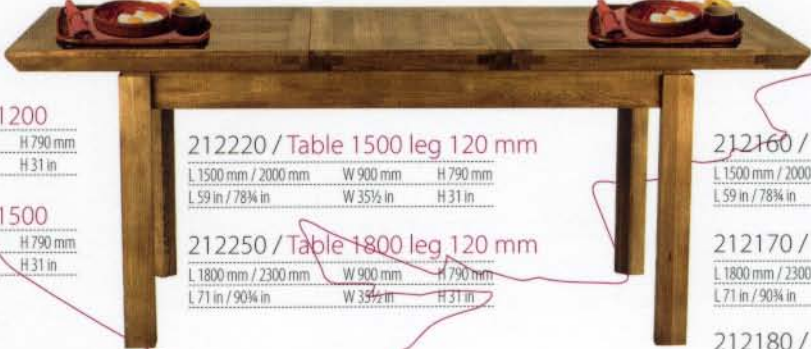 1200
H 790 mm
H 31 in
1500
H 790 mm
H 31 in
212220 / Table 1500 leg 120 mm
L 1500 mm / 2000 mm W 900 mm H 790 mm
L 59 in / 78¾ in W 35½ in H 31 in
212250 / Table 1800 leg 120 mm
L 1800 mm / 2300 mm W 900 mm H 790 mm
L 71 in / 90¾ in W 35½ in H 31 in
212160 /
L 1500 mm / 2000
L 59 in / 78¾ in
212170 /
L 1800 mm / 2300
L 71 in / 90¾ in
212180 /